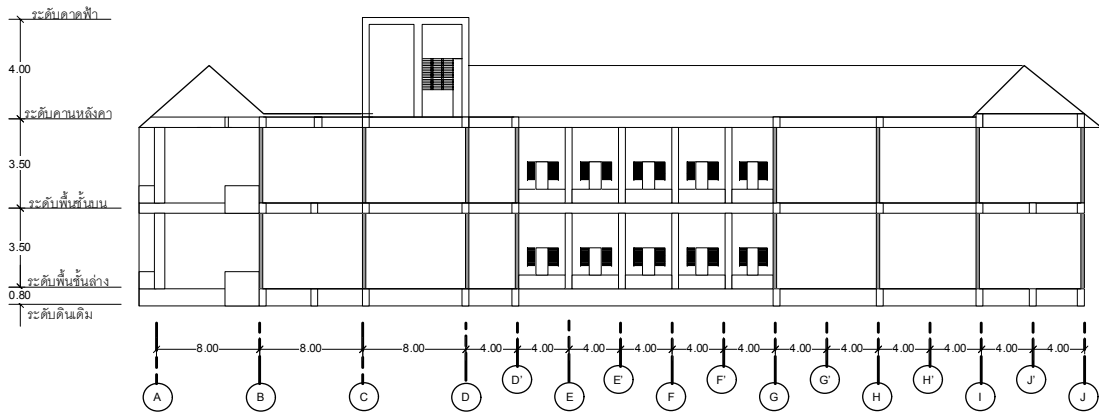 ระดับดาดฟ้า
4.00
ระดับคานหลังคา
3.50
ระดับพื้นชั้นบน
3.50
ระดับพื้นชั้นล่าง
0.80
ระดับดินเดิม
8.00 8.00 8.00 4.00 4.00 4.00 4.00 4.00 4.00 4.00 4.00 4.00 4.00 4.00 4.00
A B C D D' E E' F F' G G' H H' I J' J